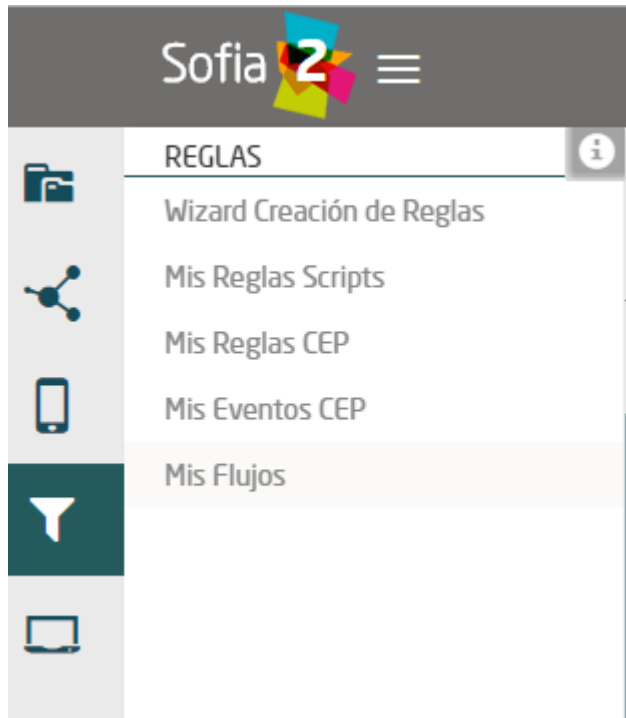 Sofia 2
REGLAS
Wizard Creación de Reglas
Mis Reglas Scripts
Mis Reglas CEP
Mis Eventos CEP
Mis Flujos